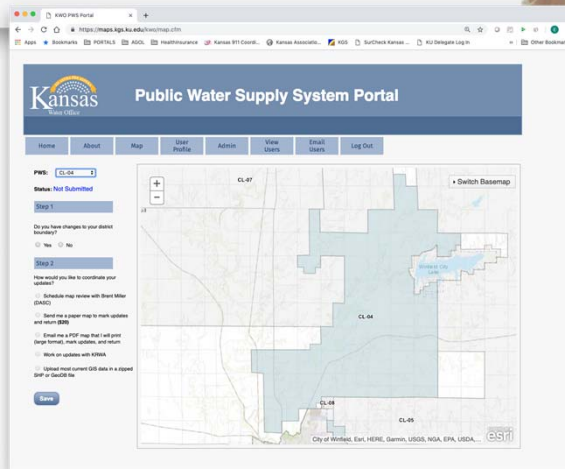 KWO PWS Portal
https://maps.kgs.ku.edu/kwo/map.cfm
Apps Bookmarks PORTALS AGOL HealthInsurance Kansas 911 Coordi... Kansas Associatio... KGS SurCheck Kansas ... KU Delegate Log In » Other Bookmar
Kansas
Water Office
Public Water Supply System Portal
Home About Map User Profile Admin View Users Email Users Log Out
PWS: CL-04
Status: Not Submitted
Step 1
Do you have changes to your district
boundary?
Yes No
Step 2
How would you like to coordinate your
updates?
Schedule map review with Brent Miller
(DASC)
Send me a paper map to mark updates
and return ($20)
Email me a PDF map that I will print
(large format), mark updates, and return
Work on updates with KRWA
Upload most current GIS data in a zipped
SHP or GeoDB file
Save
+
−
CL-07
Switch Basemap
Winfield City
Lake
CL-04
CL-08
CL-05
City of Winfield, Esri, HERE, Garmin, USGS, NGA, EPA, USDA,...
esri